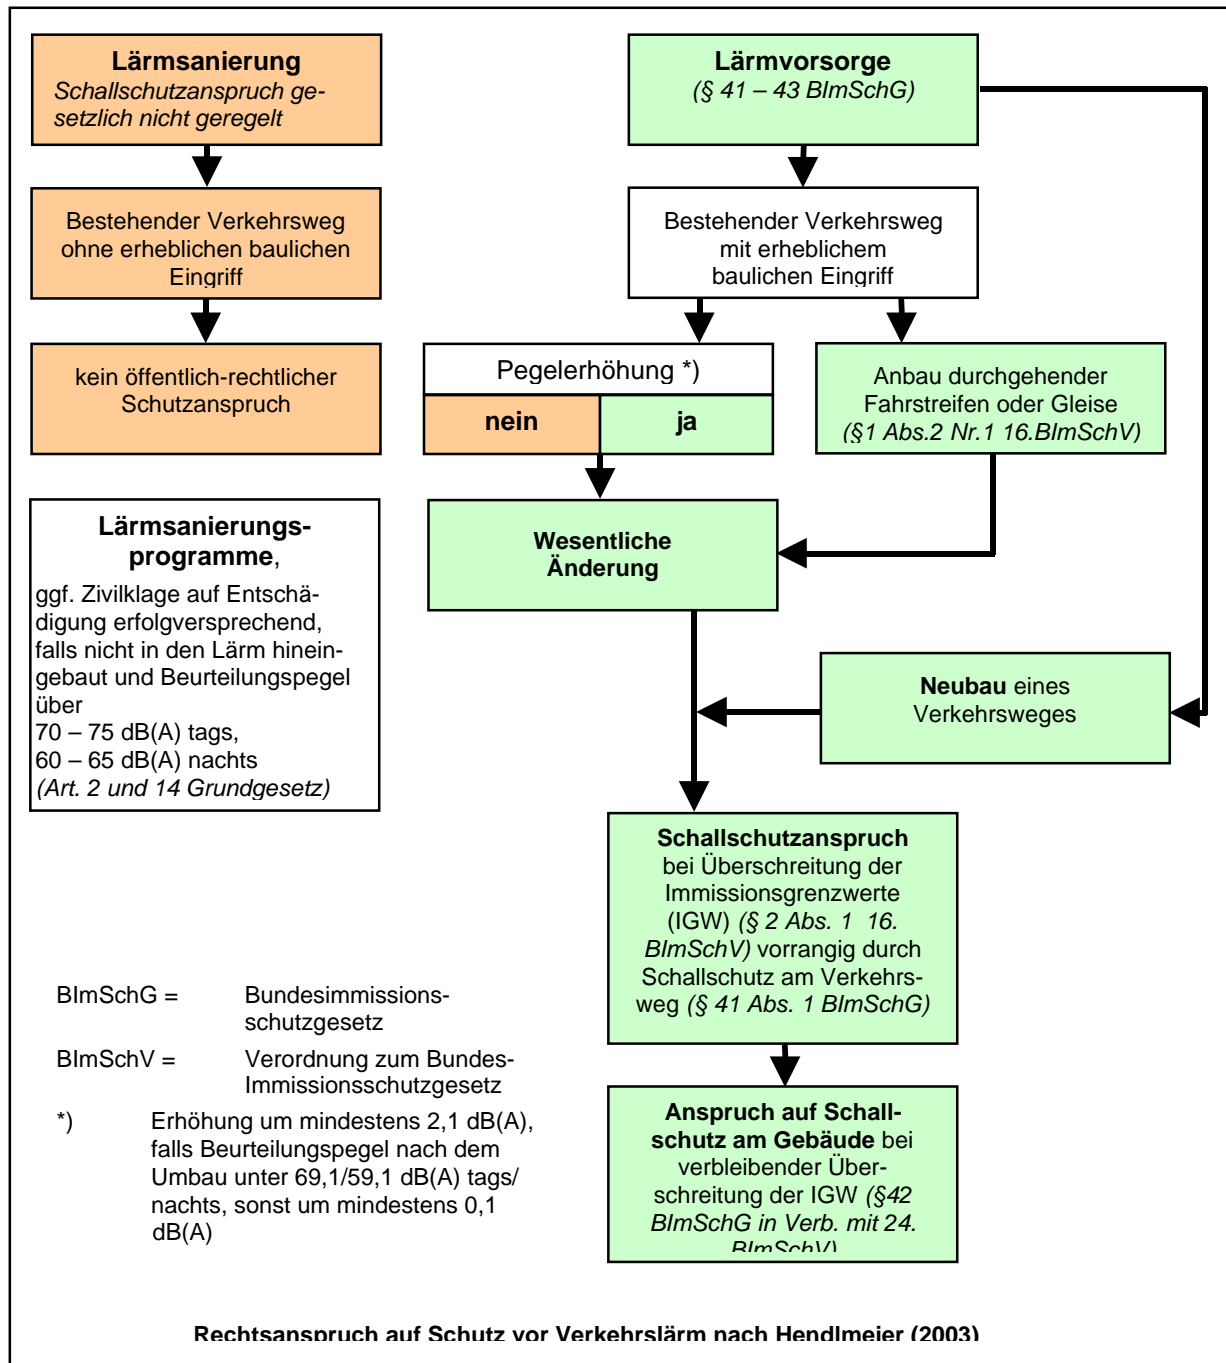 Lärmsanierung
Schallschutzanspruch ge-
setzlich nicht geregelt
Bestehender Verkehrsweg
ohne erheblichen baulichen
Eingriff
kein öffentlich-rechtlicher
Schutzanspruch
Lärmsanierungs-
programme,
ggf. Zivilklage auf Entschä-
digung erfolgversprechend,
falls nicht in den Lärm hinein-
gebaut und Beurteilungspegel
über
70 – 75 dB(A) tags,
60 – 65 dB(A) nachts
(Art. 2 und 14 Grundgesetz)
Lärmvorsorge
(§ 41 – 43 BImSchG)
Bestehender Verkehrsweg
mit erheblichem
baulichen Eingriff
Pegelerhöhung *)
nein
ja
Anbau durchgehender
Fahrstreifen oder Gleise
(§1 Abs.2 Nr.1 16.BImSchV)
Wesentliche
Änderung
Neubau eines
Verkehrsweges
Schallschutzanspruch
bei Überschreitung der
Immissionsgrenzwerte
(IGW) (§ 2 Abs. 1 16.
BImSchV) vorrangig durch
Schallschutz am Verkehrs-
weg (§ 41 Abs. 1 BImSchG)
Anspruch auf Schall-
schutz am Gebäude bei
verbleibender Über-
schreitung der IGW (§42
BImSchG in Verb. mit 24.
BImSchV)
BImSchG = Bundesimmissions-
schutzgesetz
BImSchV = Verordnung zum Bundes-
Immissionsschutzgesetz
*) Erhöhung um mindestens 2,1 dB(A),
falls Beurteilungspegel nach dem
Umbau unter 69,1/59,1 dB(A) tags/
nachts, sonst um mindestens 0,1
dB(A)
Rechtsanspruch auf Schutz vor Verkehrslärm nach Hendlmeier (2003)